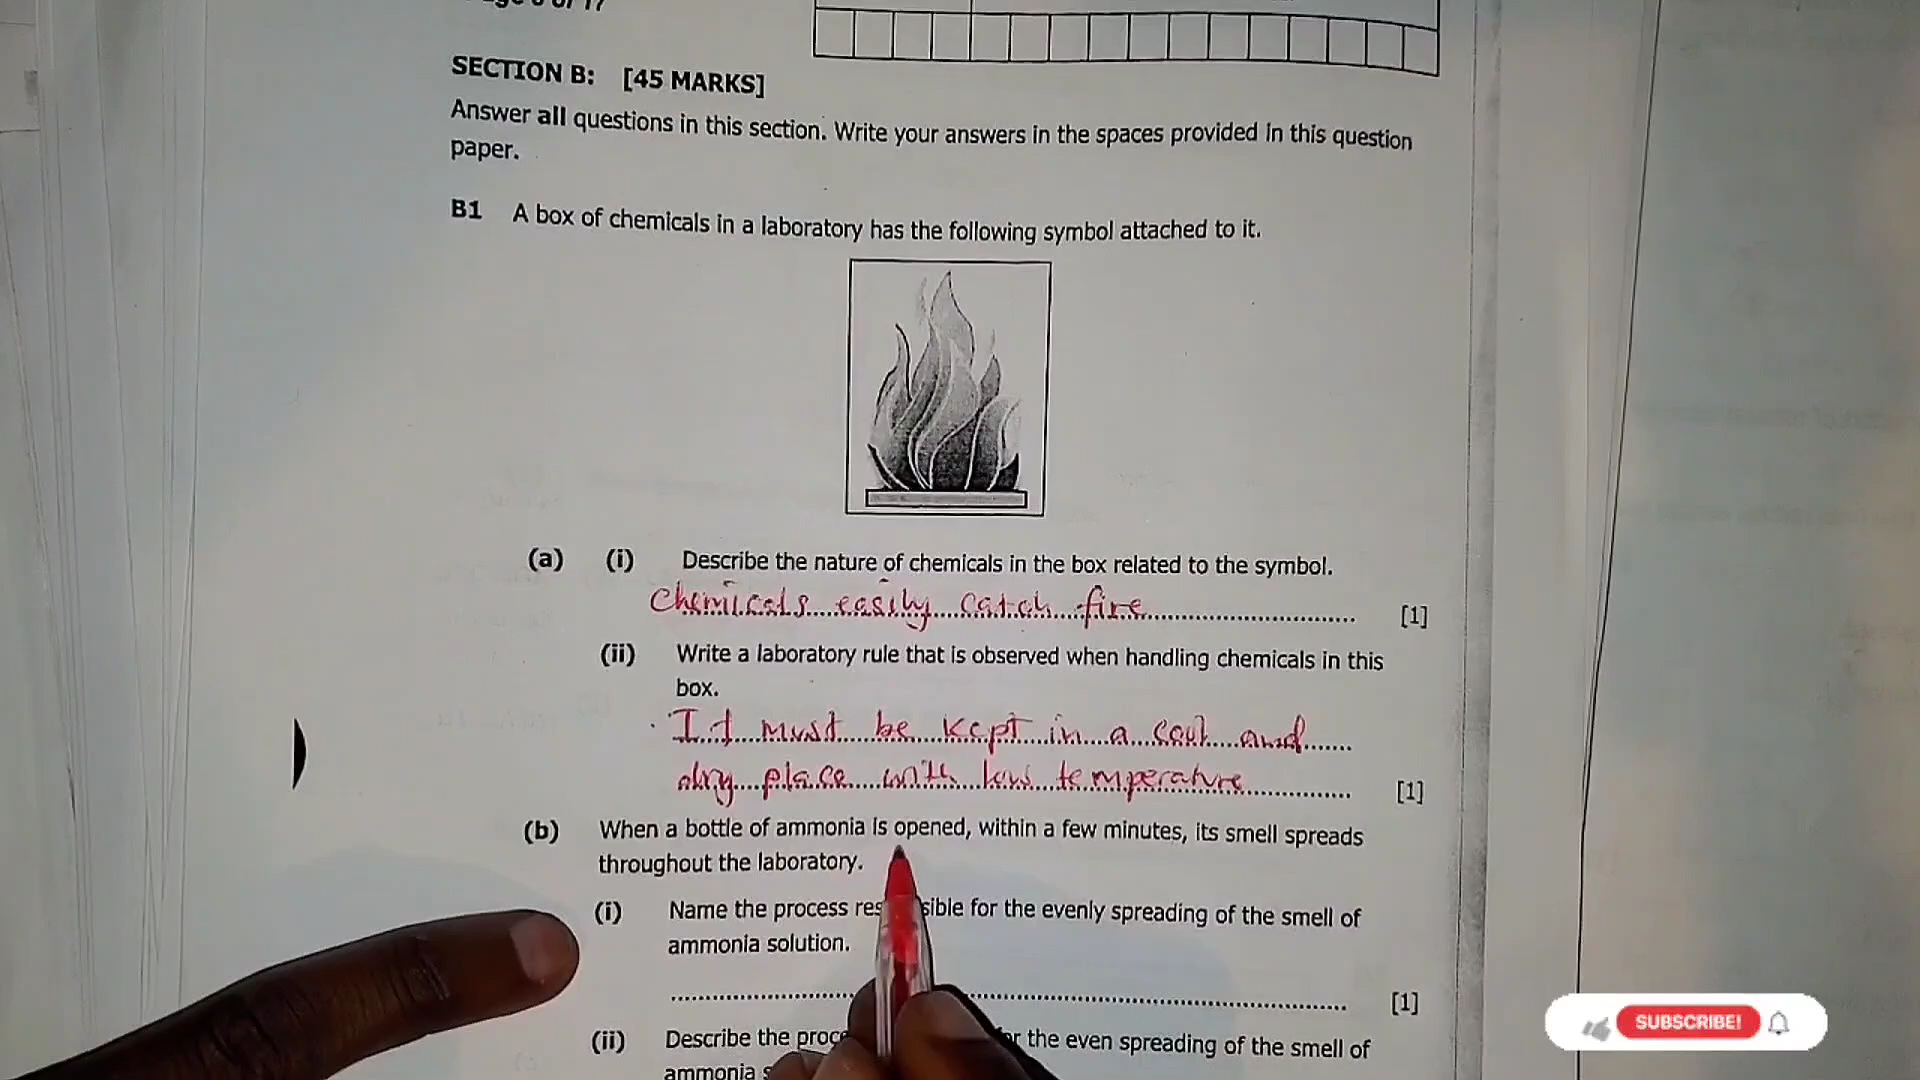 SECTION B: [45 MARKS]
Answer all questions in this section. Write your answers in the spaces provided in this question
paper.
B1 A box of chemicals in a laboratory has the following symbol attached to it.
(a) (i) Describe the nature of chemicals in the box related to the symbol.
Chemicals easily catch fire [1]
(ii) Write a laboratory rule that is observed when handling chemicals in this
box.
It must be kept in a cool and
dry place with low temperature [1]
(b) When a bottle of ammonia is opened, within a few minutes, its smell spreads
throughout the laboratory.
(i) Name the process for the evenly spreading of the smell of
ammonia solution.
[1]
(ii) Describe the the even spreading of the smell of
ammonia
SUBSCRIBE!